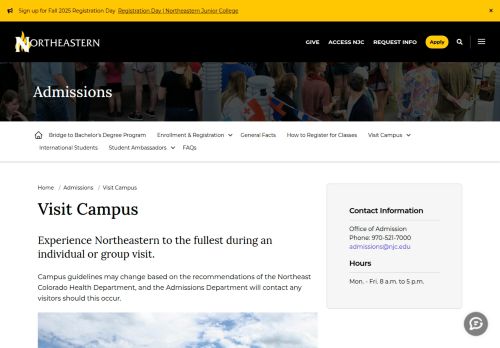 Sign up for Fall 2025 Registration Day Registration Day | Northeastern Junior College ×
NORTHEASTERN GIVE ACCESS NJC REQUEST INFO Apply
Admissions
Bridge to Bachelor's Degree Program Enrollment & Registration General Facts How to Register for Classes Visit Campus
International Students Student Ambassadors FAQs
Home / Admissions / Visit Campus
Visit Campus
Experience Northeastern to the fullest during an
individual or group visit.
Campus guidelines may change based on the recommendations of the Northeast
Colorado Health Department, and the Admissions Department will contact any
visitors should this occur.
Contact Information
Office of Admission
Phone: 970-521-7000
admissions@njc.edu
Hours
Mon. - Fri. 8 a.m. to 5 p.m.